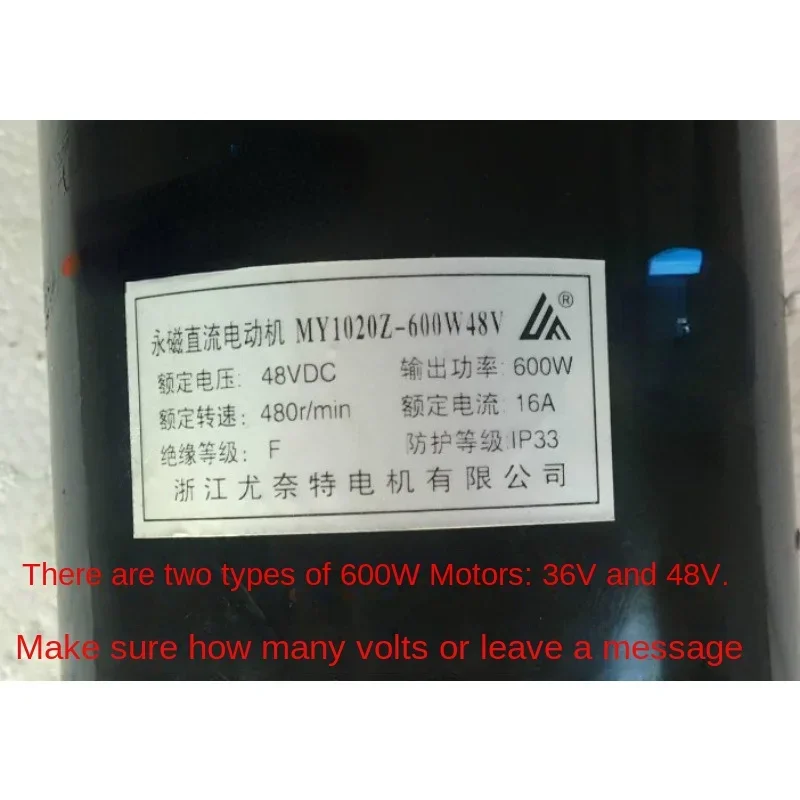 永磁直流电动机 MY1020Z-600W48V ®
额定电压: 48VDC 输出功率: 600W
额定转速: 480r/min 额定电流: 16A
绝缘等级: F 防护等级: IP33
浙江尤奈特电机有限公司
There are two types of 600W Motors: 36V and 48V.
Make sure how many volts or leave a message